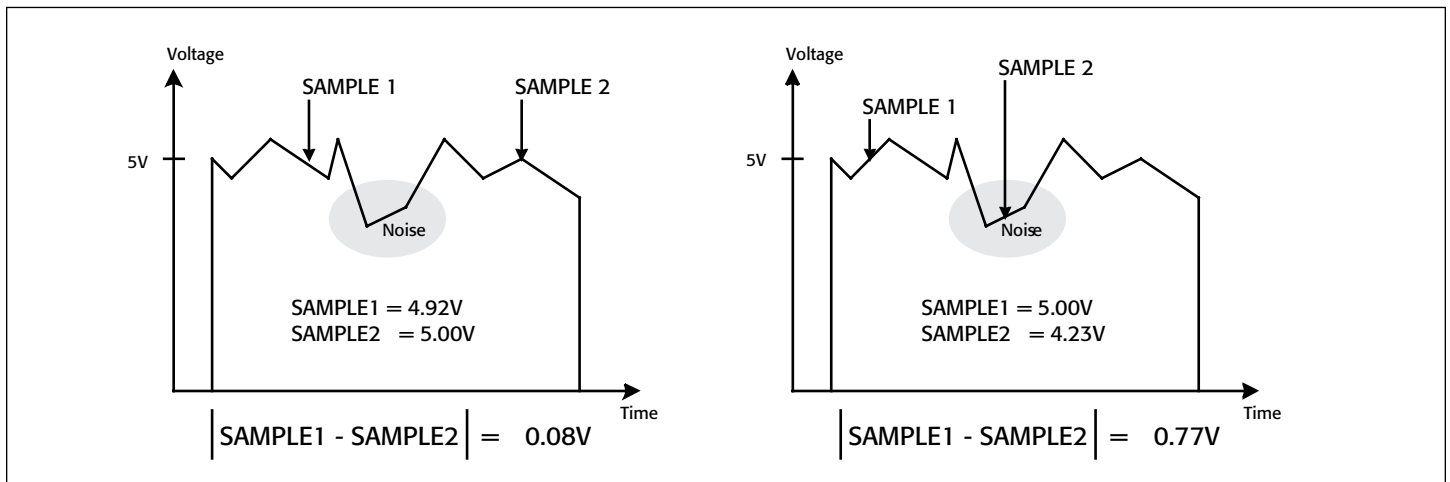 Voltage
SAMPLE 1
SAMPLE 2
5V
Noise
SAMPLE1 = 4.92V
SAMPLE2 = 5.00V
Time
|SAMPLE1 - SAMPLE2| = 0.08V
Voltage
SAMPLE 2
SAMPLE 1
5V
Noise
SAMPLE1 = 5.00V
SAMPLE2 = 4.23V
Time
|SAMPLE1 - SAMPLE2| = 0.77V